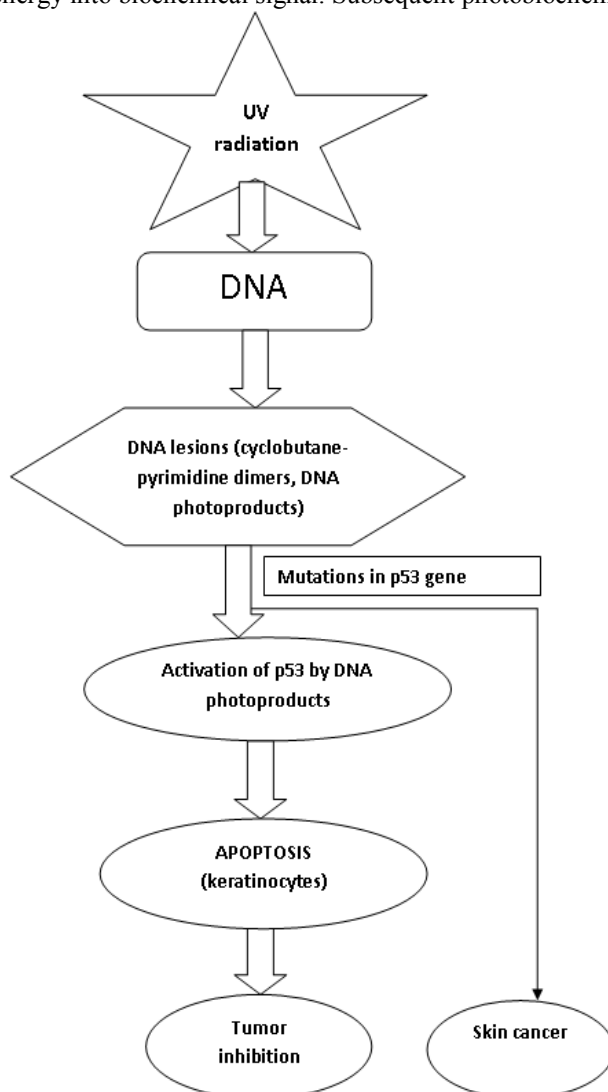 energy into biochemical signal. Subsequent photobiochem
UV
radiation
DNA
DNA lesions (cyclobutane-
pyrimidine dimers, DNA
photoproducts)
Mutations in p53 gene
Activation of p53 by DNA
photoproducts
APOPTOSIS
(keratinocytes)
Tumor
inhibition
Skin cancer